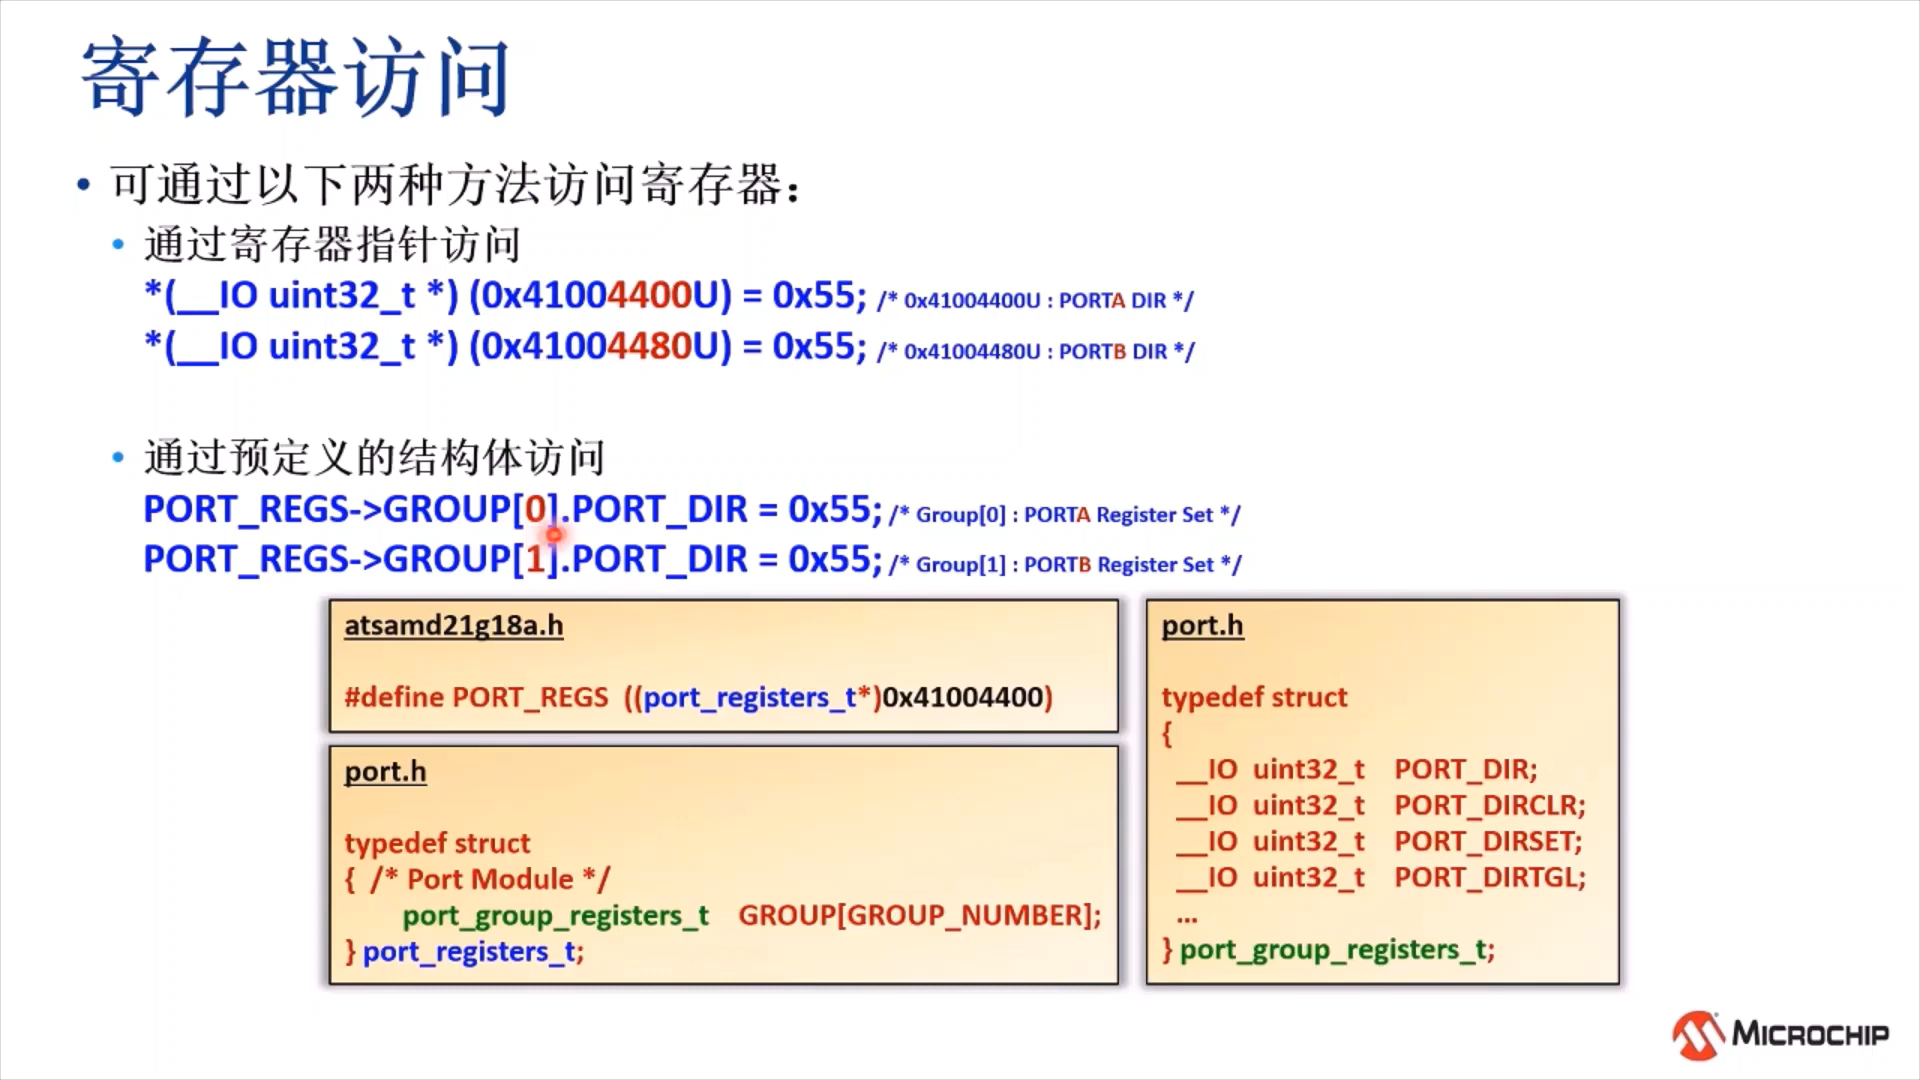 寄存器访问
• 可通过以下两种方法访问寄存器：
• 通过寄存器指针访问
*(__IO uint32_t *) (0x41004400U) = 0x55; /* 0x41004400U : PORTA DIR */
*(__IO uint32_t *) (0x41004480U) = 0x55; /* 0x41004480U : PORTB DIR */
• 通过预定义的结构体访问
PORT_REGS->GROUP[0].PORT_DIR = 0x55; /* Group[0] : PORTA Register Set */
PORT_REGS->GROUP[1].PORT_DIR = 0x55; /* Group[1] : PORTB Register Set */
atsamd21g18a.h
#define PORT_REGS ((port_registers_t*)0x41004400)
port.h
typedef struct
{ /* Port Module */
port_group_registers_t GROUP[GROUP_NUMBER];
} port_registers_t;
port.h
typedef struct
{
__IO uint32_t PORT_DIR;
__IO uint32_t PORT_DIRCLR;
__IO uint32_t PORT_DIRSET;
__IO uint32_t PORT_DIRTGL;
...
} port_group_registers_t;
MICROCHIP